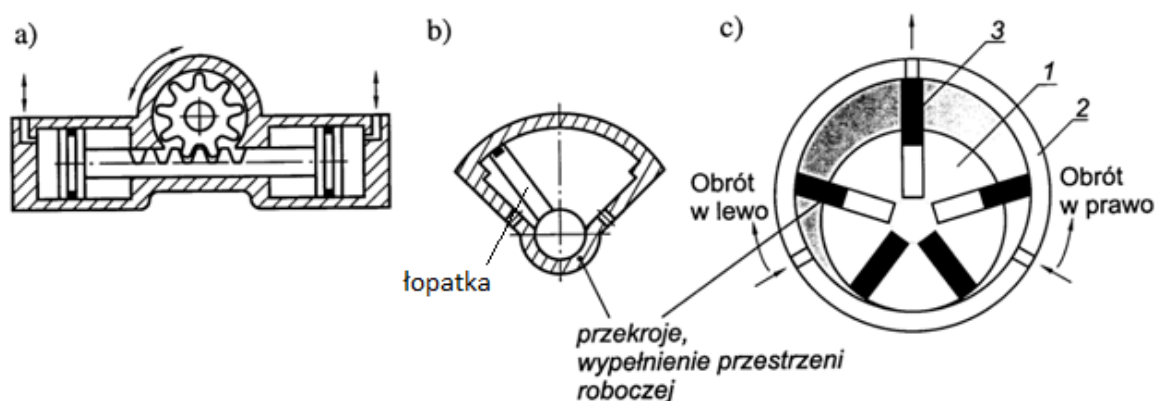 a)
b)
c)
3
1
2
Obrót
w lewo
Obrót
w prawo
łopatka
przekroje,
wypełnienie przestrzeni
roboczej